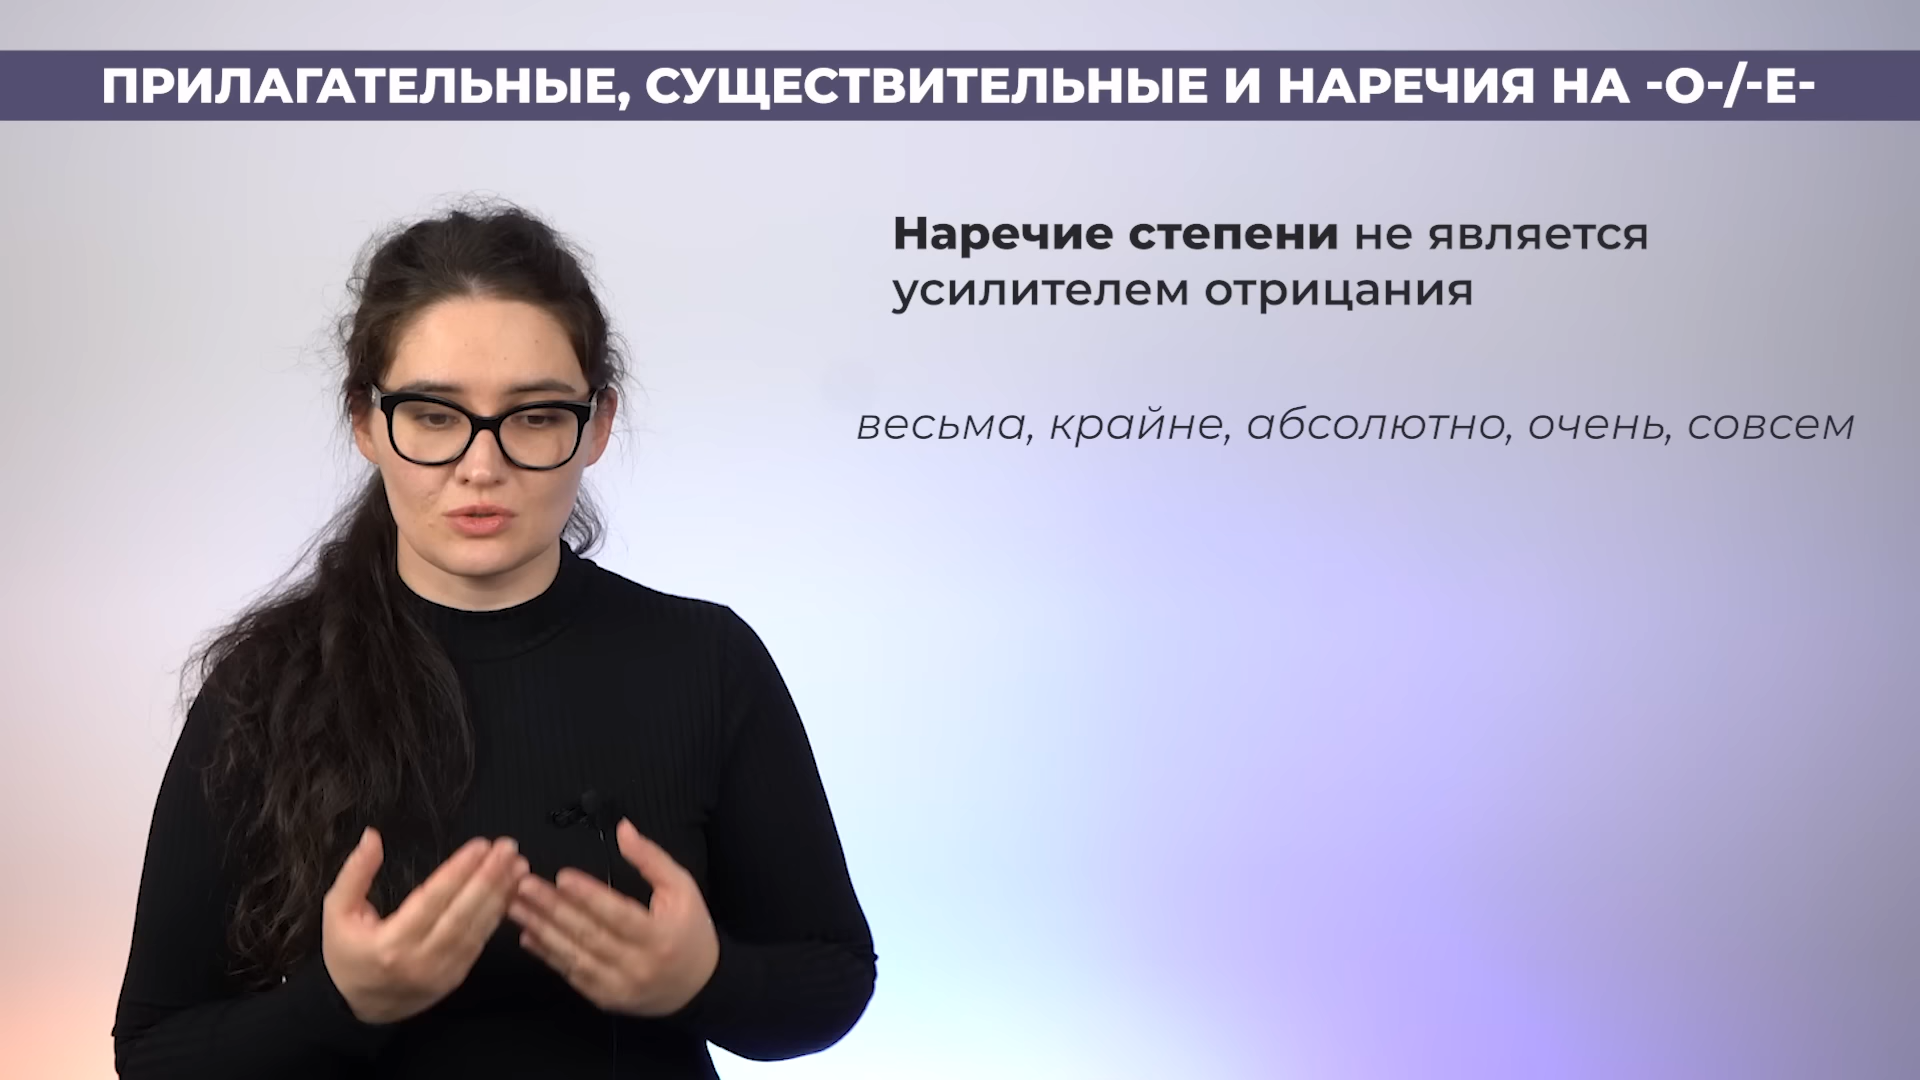 ПРИЛАГАТЕЛЬНЫЕ, СУЩЕСТВИТЕЛЬНЫЕ И НАРЕЧИЯ НА -О-/-Е-
Наречие степени не является
усилителем отрицания
весьма, крайне, абсолютно, очень, совсем